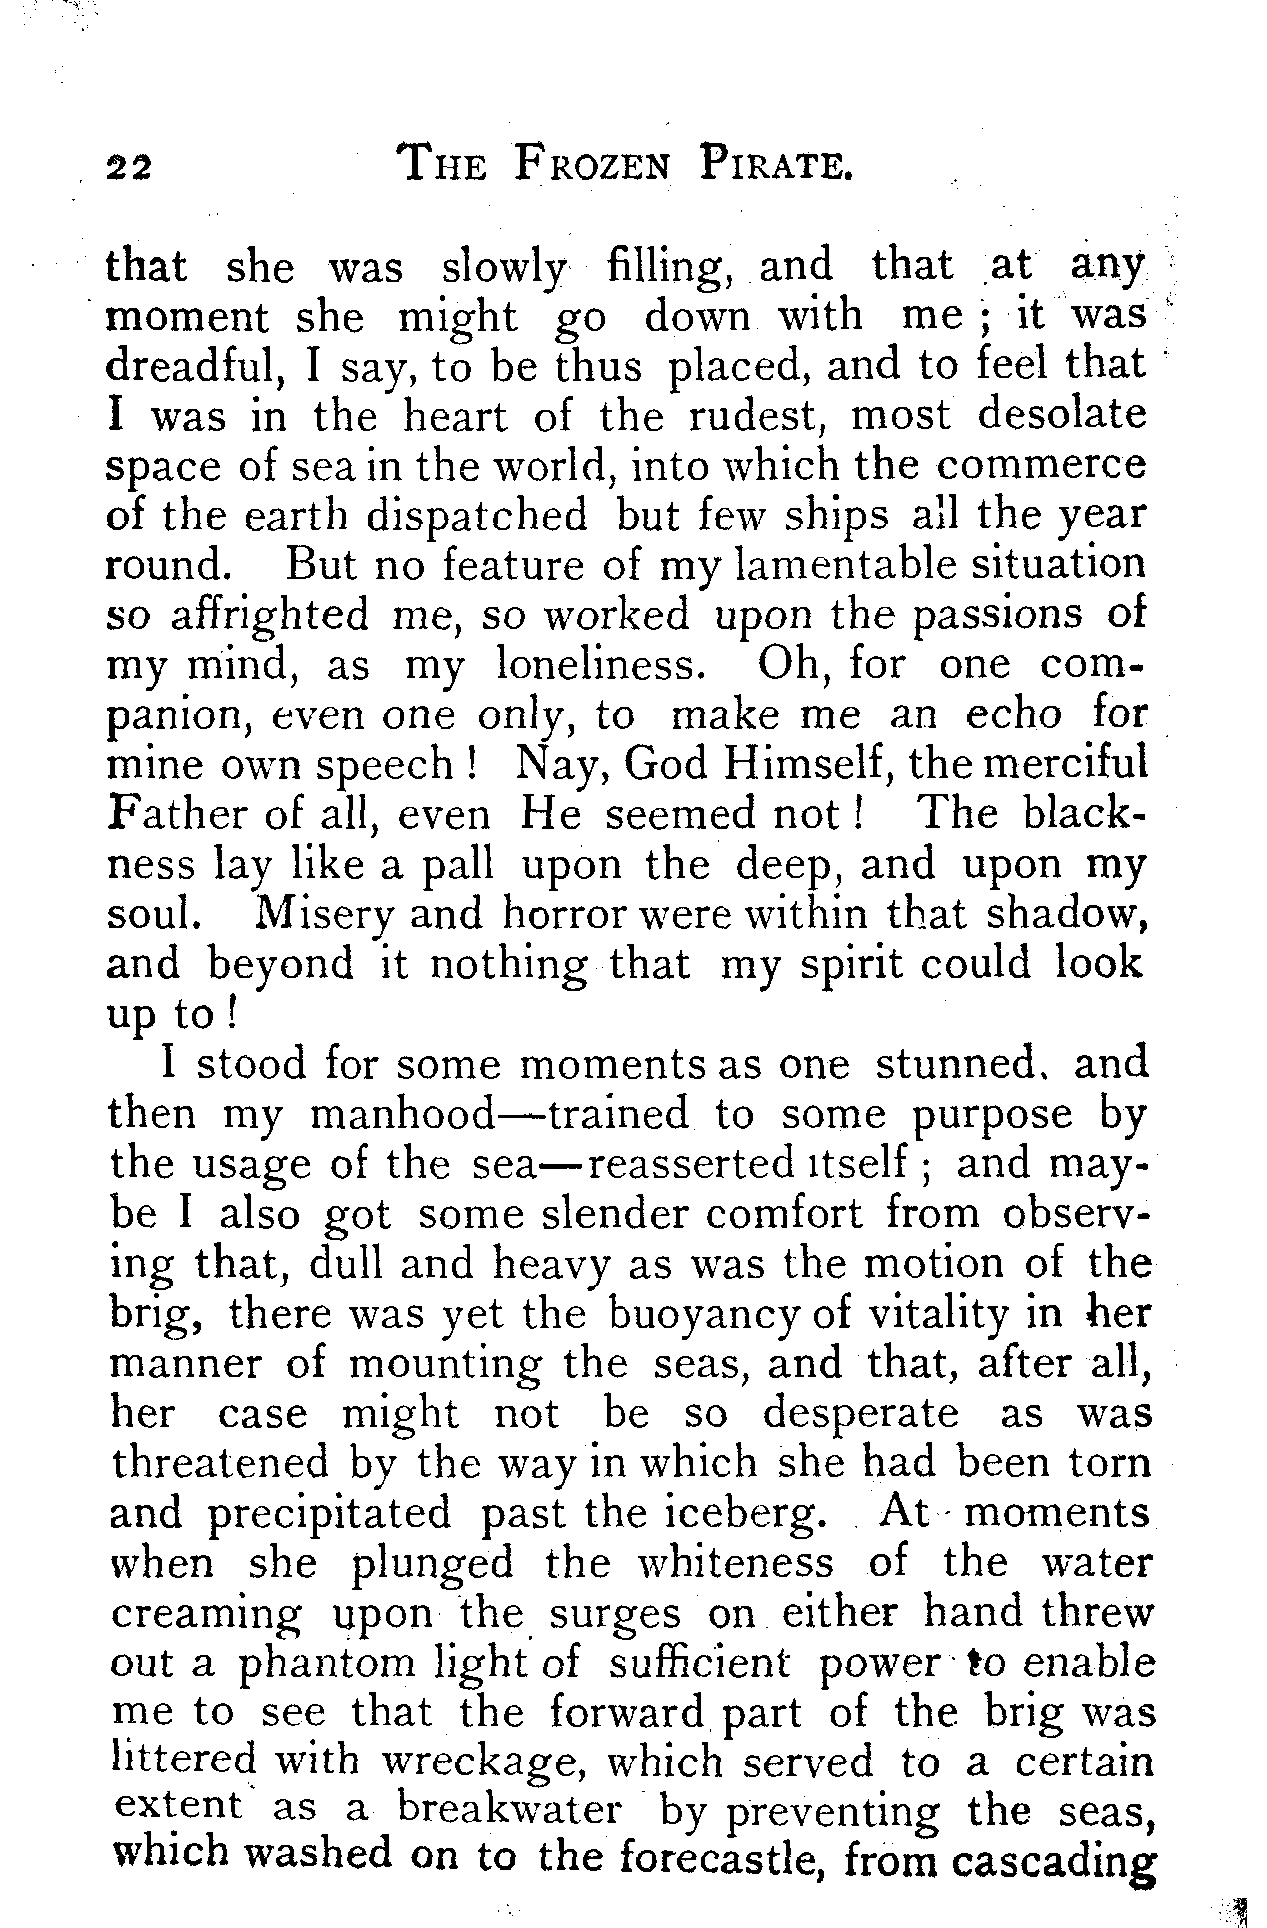 22 THE FROZEN PIRATE.
that she was slowly filling, and that at any
moment she might go down with me ; it was
dreadful, I say, to be thus placed, and to feel that
I was in the heart of the rudest, most desolate
space of sea in the world, into which the commerce
of the earth dispatched but few ships all the year
round. But no feature of my lamentable situation
so affrighted me, so worked upon the passions of
my mind, as my loneliness. Oh, for one com-
panion, even one only, to make me an echo for
mine own speech ! Nay, God Himself, the merciful
Father of all, even He seemed not ! The black-
ness lay like a pall upon the deep, and upon my
soul. Misery and horror were within that shadow,
and beyond it nothing that my spirit could look
up to !
I stood for some moments as one stunned, and
then my manhood—trained to some purpose by
the usage of the sea—reasserted itself ; and may-
be I also got some slender comfort from observ-
ing that, dull and heavy as was the motion of the
brig, there was yet the buoyancy of vitality in her
manner of mounting the seas, and that, after all,
her case might not be so desperate as was
threatened by the way in which she had been torn
and precipitated past the iceberg. At moments
when she plunged the whiteness of the water
creaming upon the surges on either hand threw
out a phantom light of sufficient power to enable
me to see that the forward part of the brig was
littered with wreckage, which served to a certain
extent as a breakwater by preventing the seas,
which washed on to the forecastle, from cascading